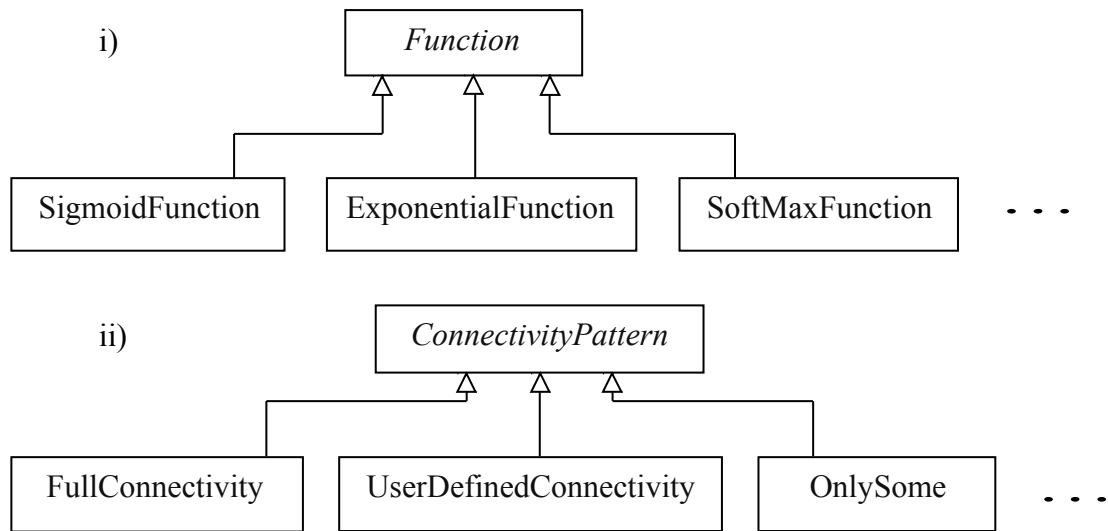 i)
Function
SigmoidFunction
ExponentialFunction
SoftMaxFunction
. . .
ii)
ConnectivityPattern
FullConnectivity
UserDefinedConnectivity
OnlySome
. . .